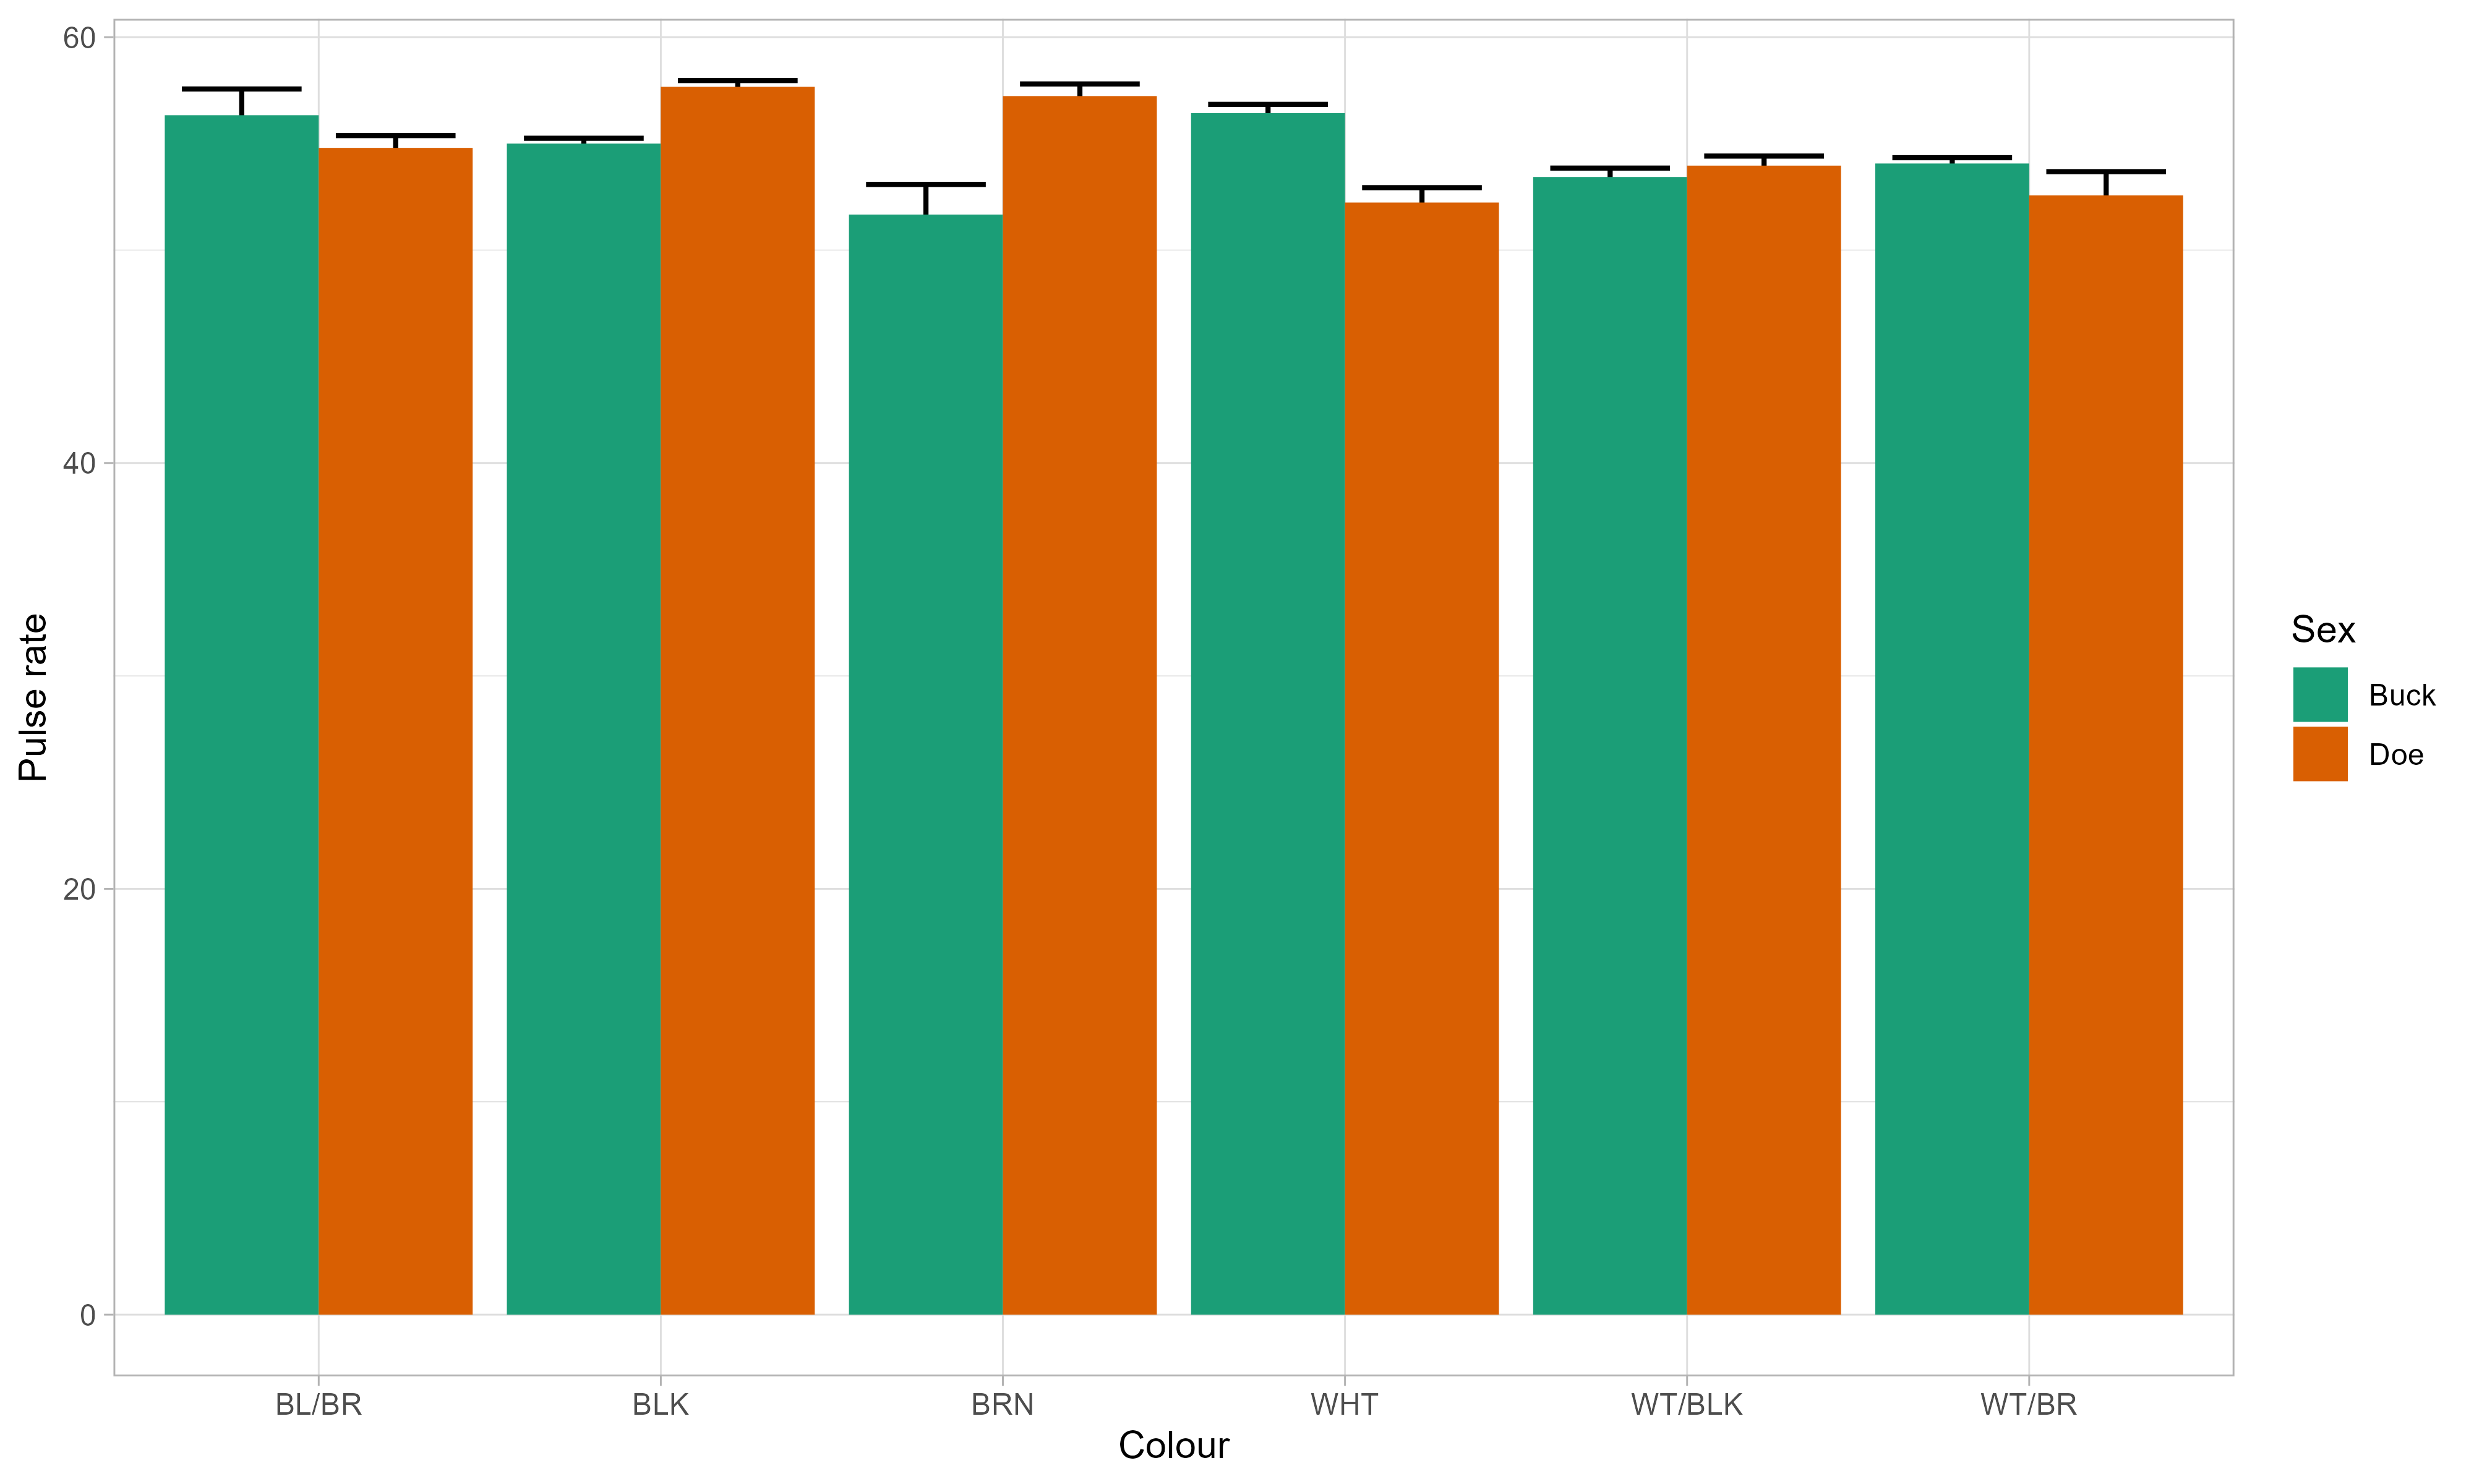 60
40
20
0
Pulse rate
BL/BR
BLK
BRN
WHT
WT/BLK
WT/BR
Colour
Sex
Buck
Doe